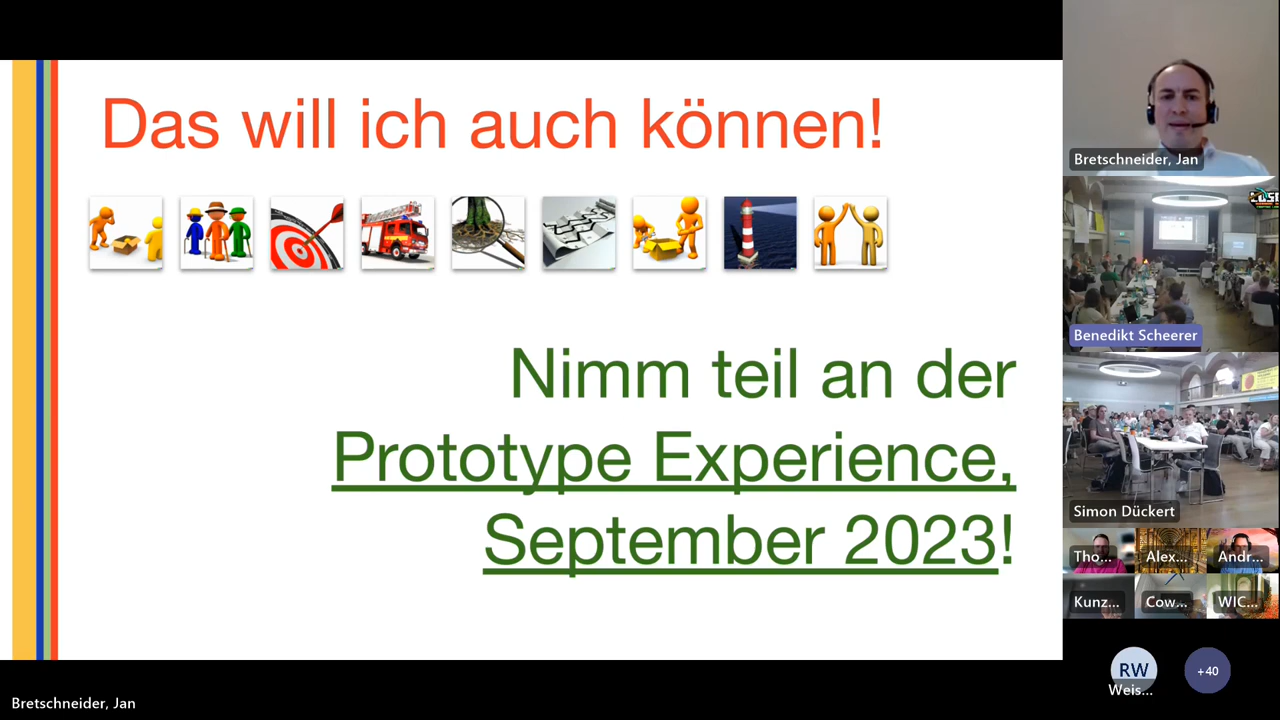 Das will ich auch können!
Nimm teil an der
Prototype Experience,
September 2023!
Bretschneider, Jan
Benedikt Scheerer
Simon Dückert
Tho...
Alex...
Andr...
Kunz...
Cow...
WIC...
RW
Weis...
+40
Bretschneider, Jan